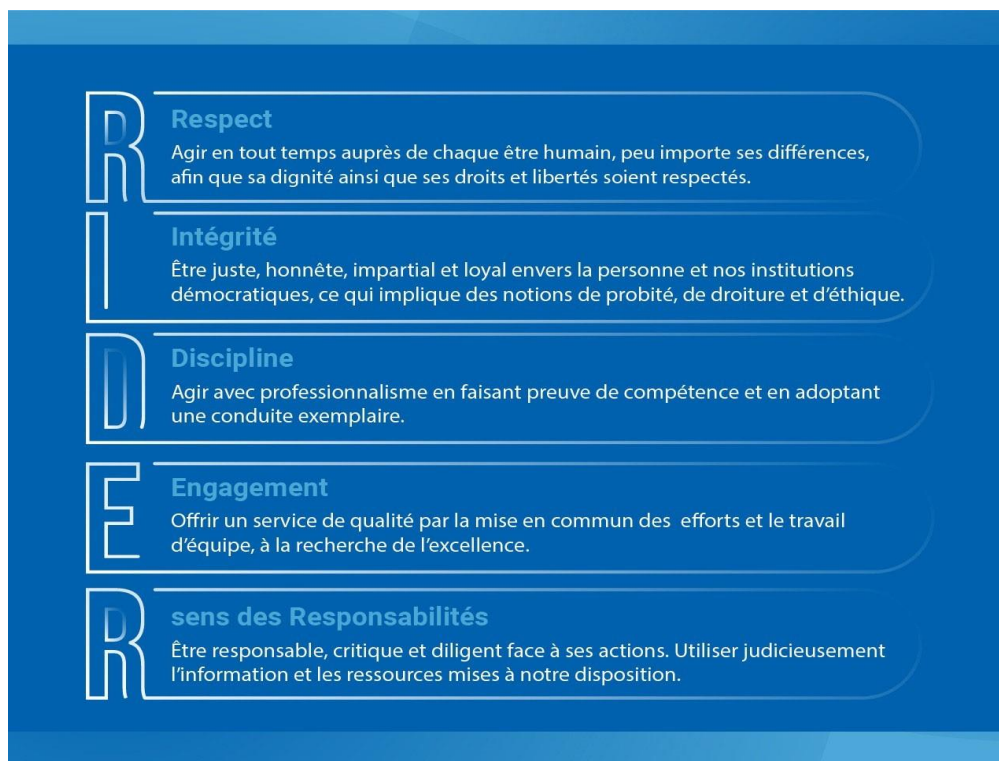 R
Respect
Agir en tout temps auprès de chaque être humain, peu importe ses différences,
afin que sa dignité ainsi que ses droits et libertés soient respectés.
I
Intégrité
Être juste, honnête, impartial et loyal envers la personne et nos institutions
démocratiques, ce qui implique des notions de probité, de droiture et d’éthique.
D
Discipline
Agir avec professionnalisme en faisant preuve de compétence et en adoptant
une conduite exemplaire.
E
Engagement
Offrir un service de qualité par la mise en commun des  efforts et le travail
d’équipe, à la recherche de l’excellence.
R
sens des Responsabilités
Être responsable, critique et diligent face à ses actions. Utiliser judicieusement
l’information et les ressources mises à notre disposition.